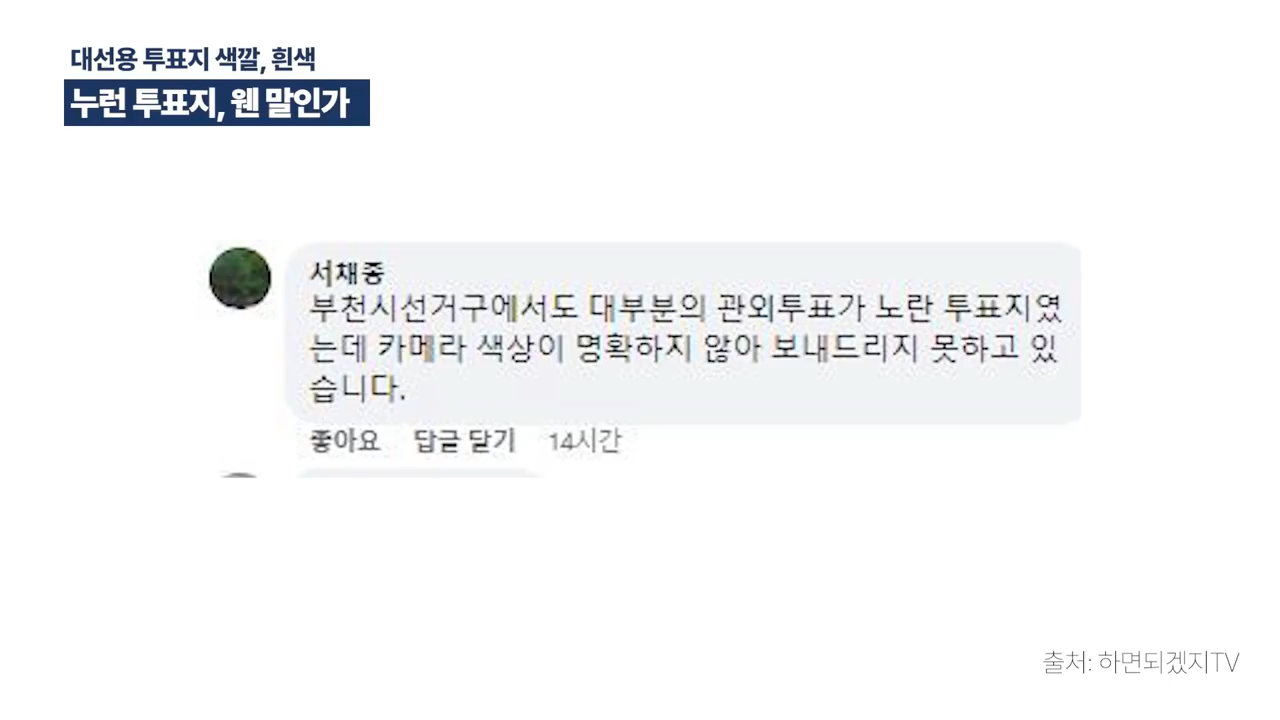 대선용 투표지 색깔, 흰색
누런 투표지, 웬 말인가
서채종
부천시선거구에서도 대부분의 관외투표가 노란 투표지였
는데 카메라 색상이 명확하지 않아 보내드리지 못하고 있
습니다.
좋아요 답글 달기 14시간
출처: 하면되겠지TV